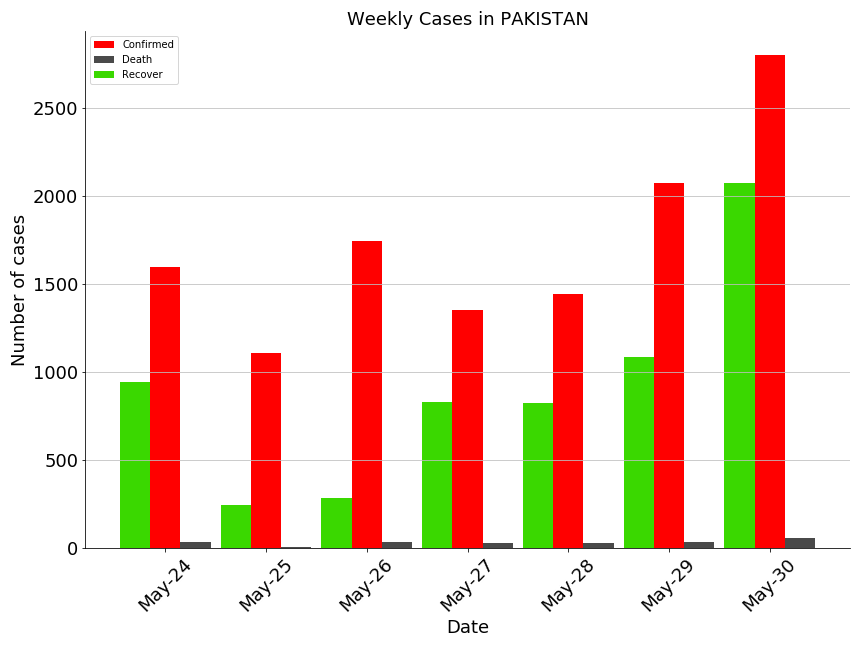 Weekly Cases in PAKISTAN
Confirmed
Death
Recover
Number of cases
2500
2000
1500
1000
500
0
May-24
May-25
May-26
May-27
May-28
May-29
May-30
Date